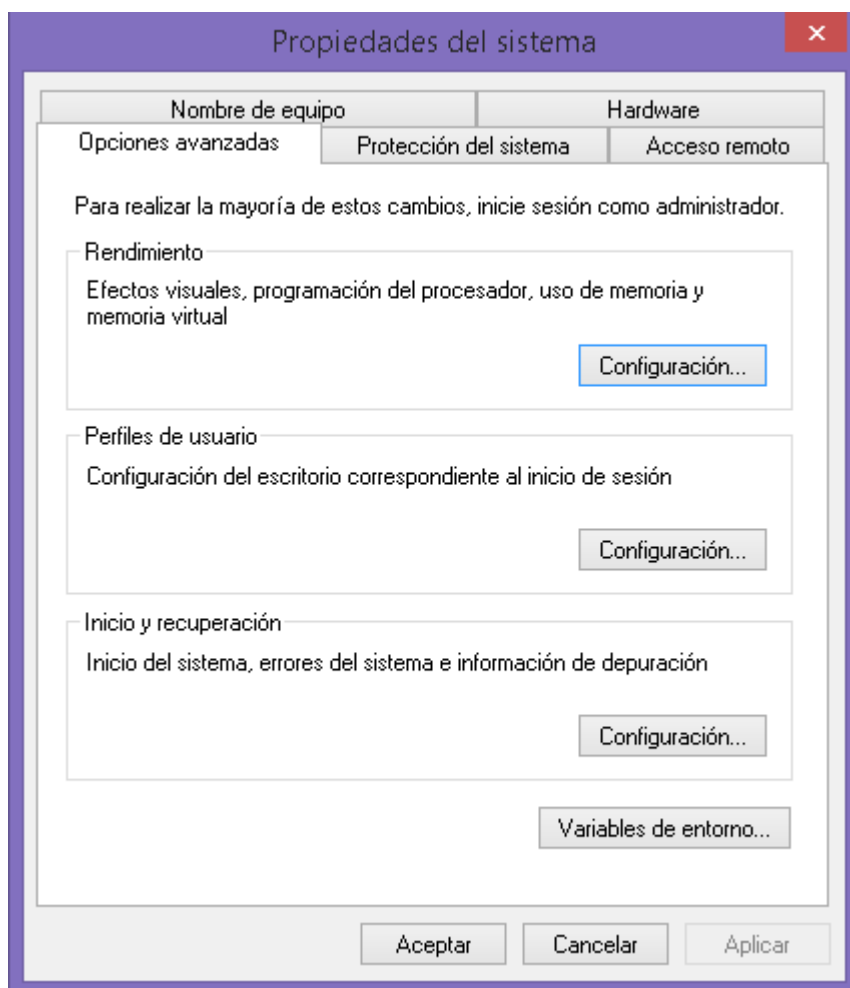 Propiedades del sistema
Nombre de equipo
Hardware
Opciones avanzadas
Protección del sistema
Acceso remoto
Para realizar la mayoría de estos cambios, inicie sesión como administrador.
Rendimiento
Efectos visuales, programación del procesador, uso de memoria y
memoria virtual
Configuración...
Perfiles de usuario
Configuración del escritorio correspondiente al inicio de sesión
Configuración...
Inicio y recuperación
Inicio del sistema, errores del sistema e información de depuración
Configuración...
Variables de entorno...
Aceptar
Cancelar
Aplicar